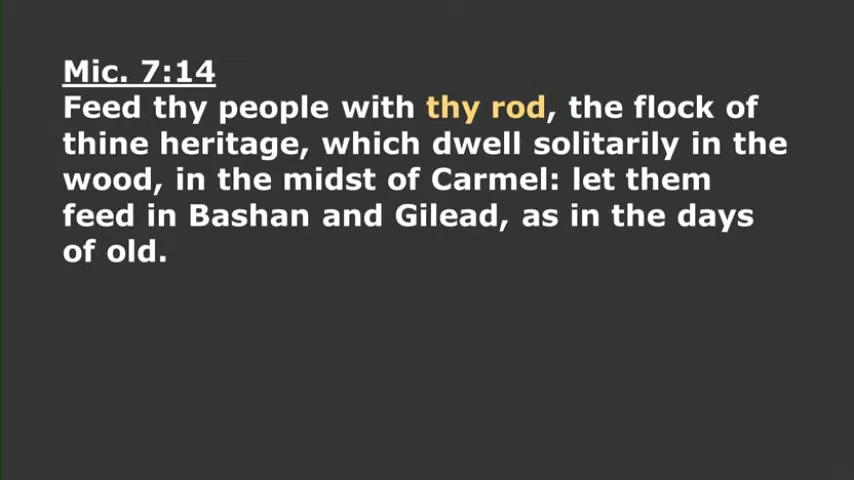 Mic. 7:14
Feed thy people with thy rod, the flock of
thine heritage, which dwell solitarily in the
wood, in the midst of Carmel: let them
feed in Bashan and Gilead, as in the days
of old.